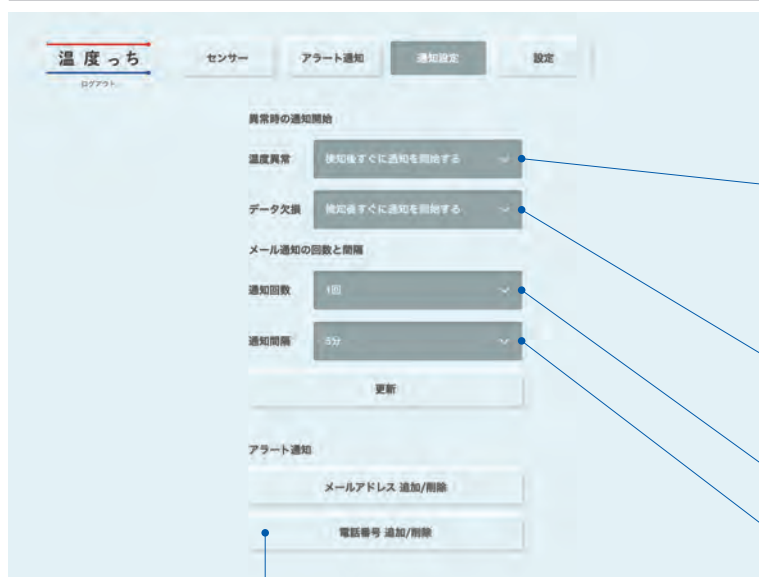 温度っち
ログアウト
センサー
アラート通知
通知設定
設定
異常時の通知開始
温度異常
検知後すぐに通知を開始する
データ欠損
検知後すぐに通知を開始する
メール通知の回数と間隔
通知回数
1回
通知間隔
5分
更新
アラート通知
メールアドレス 追加/削除
電話番号 追加/削除